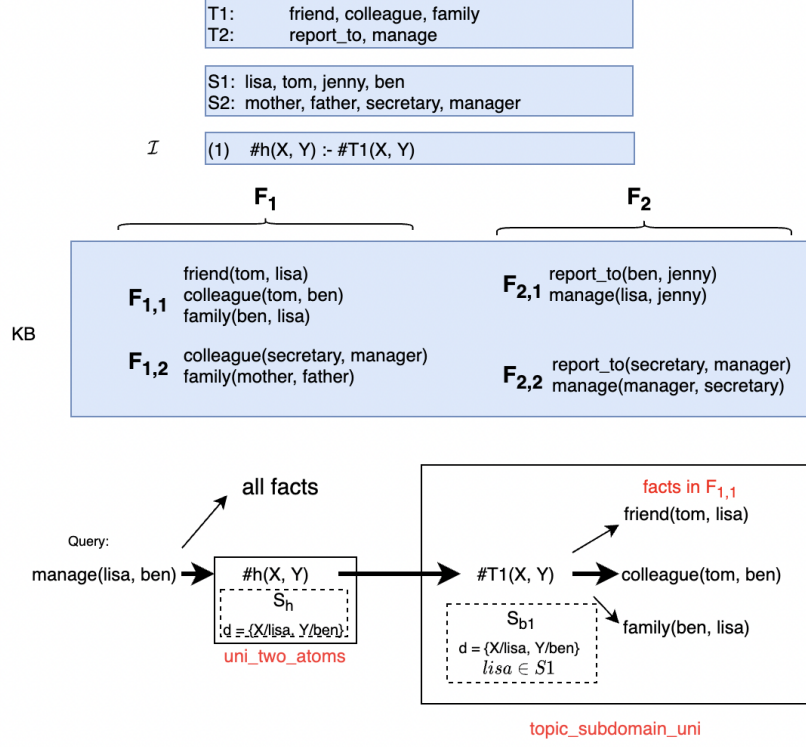 T1: friend, colleague, family
T2: report_to, manage
S1: lisa, tom, jenny, ben
S2: mother, father, secretary, manager
ℐ (1) #h(X, Y) :- #T1(X, Y)
F1 F2
KB
F1,1
friend(tom, lisa)
colleague(tom, ben)
family(ben, lisa)
F1,2
colleague(secretary, manager)
family(mother, father)
F2,1
report_to(ben, jenny)
manage(lisa, jenny)
F2,2
report_to(secretary, manager)
manage(manager, secretary)
all facts
Query:
manage(lisa, ben)
#h(X, Y)
Sh
d = {X/lisa, Y/ben}
uni_two_atoms
#T1(X, Y)
Sb1
d = {X/lisa, Y/ben}
lisa ∈ S1
facts in F1,1
friend(tom, lisa)
colleague(tom, ben)
family(ben, lisa)
topic_subdomain_uni